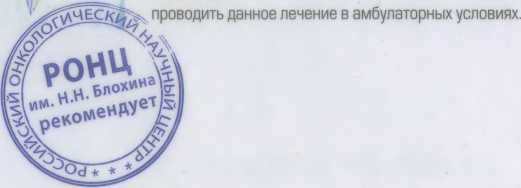 проводить данное лечение в амбулаторных условиях.
РОССИЙСКИЙ ОНКОЛОГИЧЕСКИЙ НАУЧНЫЙ ЦЕНТР
РОНЦ
им. Н.Н. Блохина
рекомендует